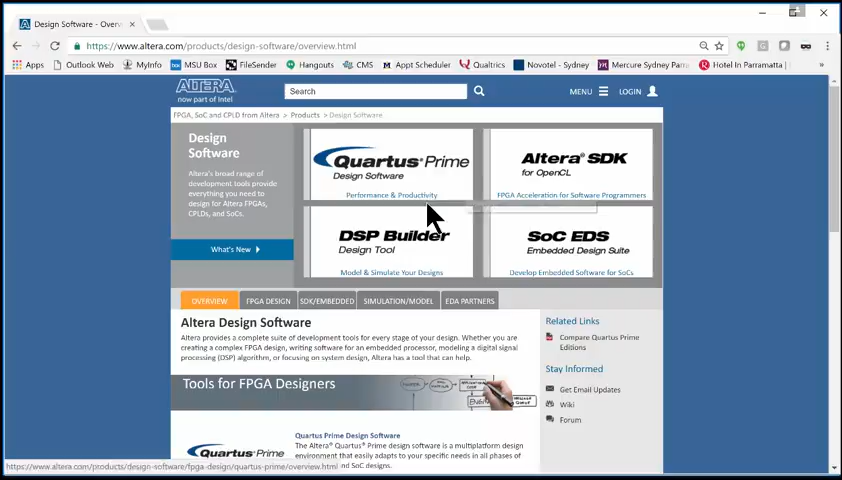 Design Software - Overv
https://www.altera.com/products/design-software/overview.html
Apps
Outlook Web
MyInfo
MSU Box
FileSender
Hangouts
CMS
Appt Scheduler
Qualtrics
Novotel - Sydney
Mercure Sydney Parra
Hotel In Parramatta |
»
ALTERA
now part of Intel
Search
MENU
LOGIN
FPGA, SoC and CPLD from Altera > Products > Design Software
Design
Software
Altera's broad range of
development tools provide
everything you need to
design for Altera FPGAs,
CPLDs, and SoCs.
What's New
Quartus® Prime
Design Software
Performance & Productivity
Altera® SDK
for OpenCL
FPGA Acceleration for Software Programmers
DSP Builder
Design Tool
Model & Simulate Your Designs
SoC EDS
Embedded Design Suite
Develop Embedded Software for SoCs
OVERVIEW
FPGA DESIGN
SDK/EMBEDDED
SIMULATION/MODEL
EDA PARTNERS
Altera Design Software
Altera provides a complete suite of development tools for every stage of your design. Whether you
are creating a complex FPGA design, writing software for an embedded processor, modeling a digital signal
processing (DSP) algorithm, or focusing on system design, Altera has a tool that can help.
Tools for FPGA Designers
Quartus Prime
Quartus Prime Design Software
The Altera® Quartus® Prime design software is a multiplatform design
environment that easily adapts to your specific needs in all phases of
nd SoC designs.
Related Links
Compare Quartus Prime
Editions
Stay Informed
Get Email Updates
Wiki
Forum
https://www.altera.com/products/design-software/fpga-design/quartus-prime/overview.html